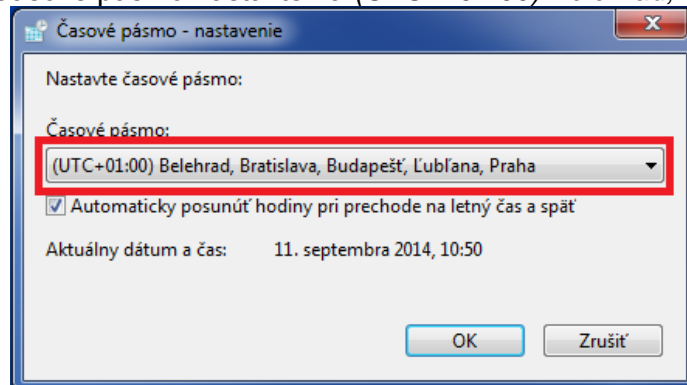 Časové pásmo - nastavenie
Nastavte časové pásmo:
Časové pásmo:
(UTC+01:00) Belehrad, Bratislava, Budapešť, Ľubľana, Praha
Automaticky posunúť hodiny pri prechode na letný čas a späť
Aktuálny dátum a čas: 11. septembra 2014, 10:50
OK Zrušiť